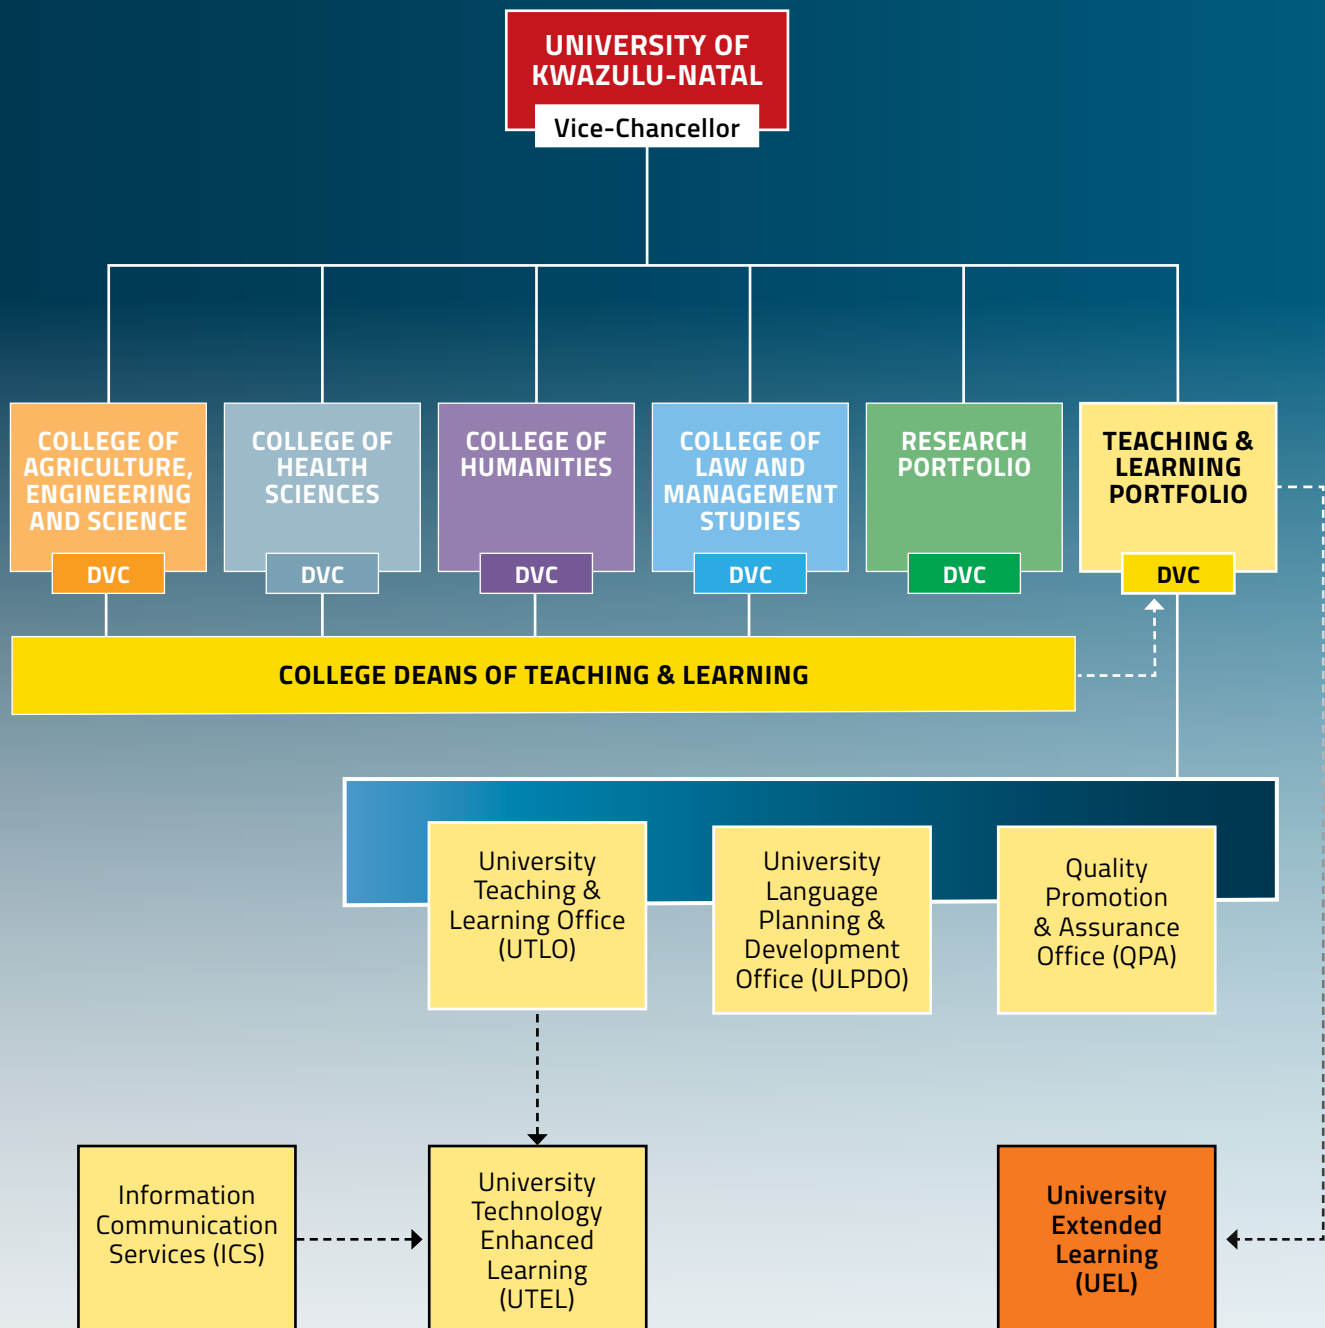 UNIVERSITY OF
KWAZULU-NATAL
Vice-Chancellor
COLLEGE OF
AGRICULTURE,
ENGINEERING
AND SCIENCE
DVC
COLLEGE OF
HEALTH
SCIENCES
DVC
COLLEGE OF
HUMANITIES
DVC
COLLEGE OF
LAW AND
MANAGEMENT
STUDIES
DVC
RESEARCH
PORTFOLIO
DVC
TEACHING &
LEARNING
PORTFOLIO
DVC
COLLEGE DEANS OF TEACHING & LEARNING
University
Teaching &
Learning Office
(UTLO)
University
Language
Planning &
Development
Office (ULPDO)
Quality
Promotion
& Assurance
Office (QPA)
Information
Communication
Services (ICS)
University
Technology
Enhanced
Learning
(UTEL)
University
Extended
Learning
(UEL)